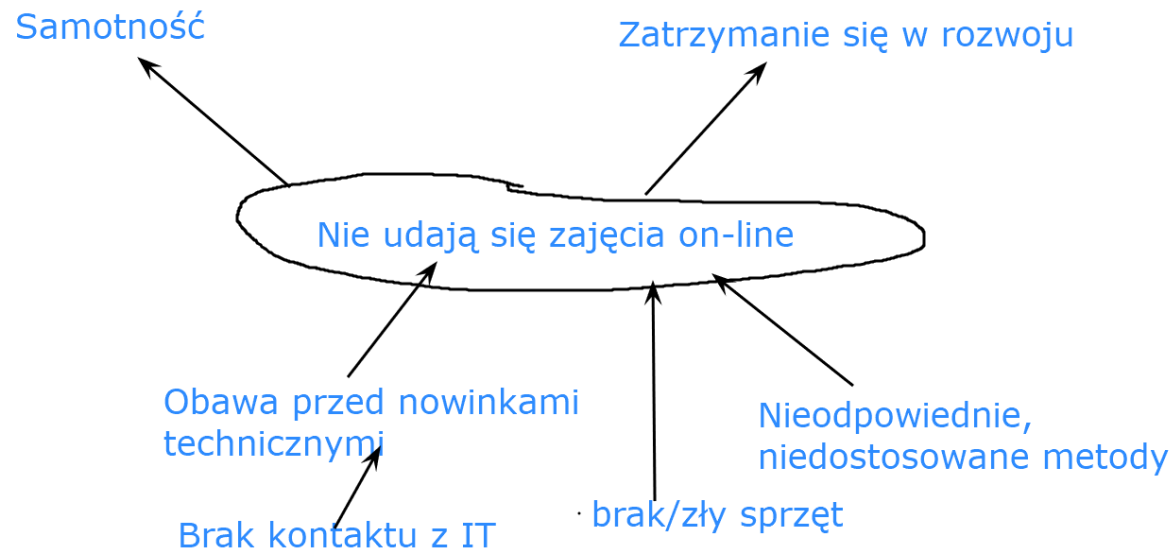 Samotność
Zatrzymanie się w rozwoju
Nie udają się zajęcia on-line
Obawa przed nowinkami
technicznymi
Nieodpowiednie,
niedostosowane metody
brak/zły sprzęt
Brak kontaktu z IT